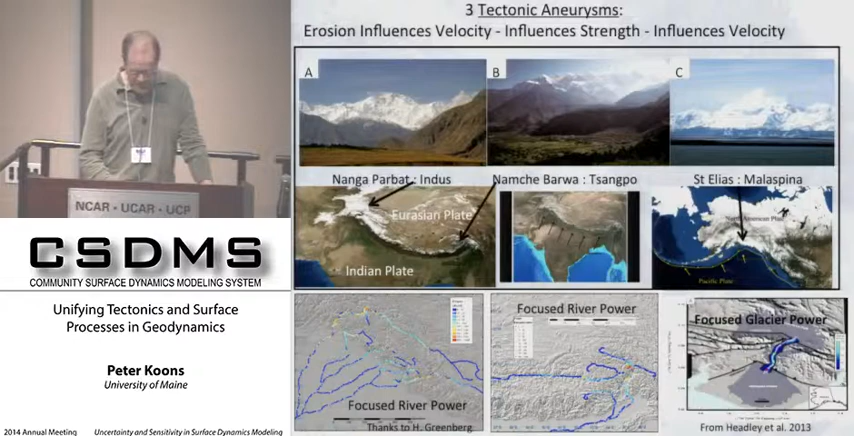 NCAR - UCAR - UCP
CSDMS
COMMUNITY SURFACE DYNAMICS MODELING SYSTEM
Unifying Tectonics and Surface
Processes in Geodynamics
Peter Koons
University of Maine
2014 Annual Meeting
Uncertainty and Sensitivity in Surface Dynamics Modeling
3 Tectonic Aneurysms:
Erosion Influences Velocity - Influences Strength - Influences Velocity
A
B
C
Nanga Parbat : Indus
Namche Barwa : Tsangpo
St Elias : Malaspina
Eurasian Plate
Indian Plate
North American Plate
Pacific Plate
Focused River Power
Thanks to H. Greenberg
Focused River Power
Focused Glacier Power
From Headley et al. 2013